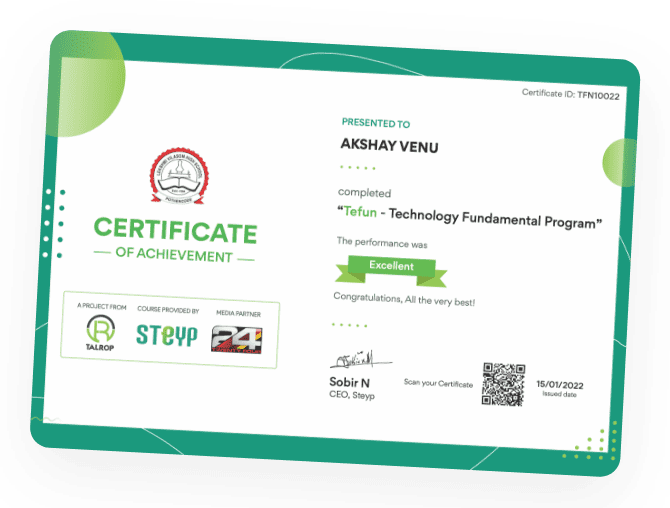 Certificate ID: TFN10022
PRESENTED TO
AKSHAY VENU
completed
“Tefun - Technology Fundamental Program”
The performance was
Excellent
Congratulations, All the very best!
CERTIFICATE
OF ACHIEVEMENT
A PROJECT FROM
TALROP
COURSE PROVIDED BY
STeyp
MEDIA PARTNER
24
Sobir N
CEO, Steyp
Scan your Certificate
15/01/2022
Issued date